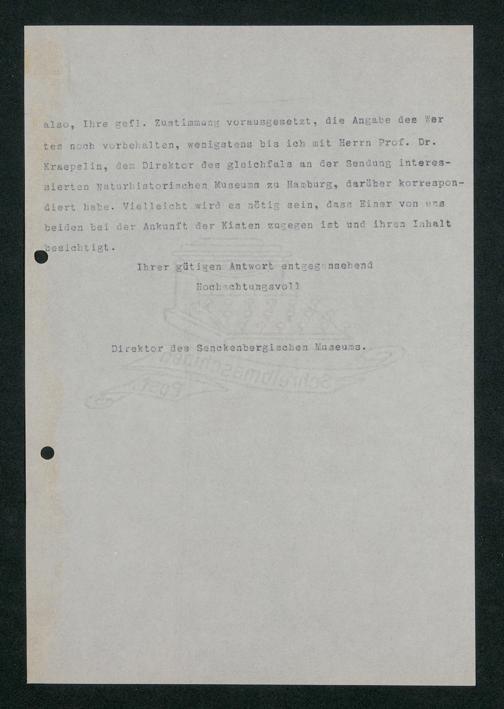 also, Ihre gefl. Zustimmung vorausgesetzt, die Angabe des Wer
tes noch vorbehalten, wenigstens bis ich mit Herrn Prof. Dr.
Kraepelin, dem Direktor des gleichfals an der Sendung interes-
sierten Naturhistorischen Museums zu Hamburg, darüber korrespon-
diert habe. Vielleicht wird es nötig sein, dass Einer von uns
beiden bei der Ankunft der Kisten zugegen ist und ihren Inhalt
besichtigt.
Ihrer gütigen Antwort entgegensehend
Hochachtungsvoll
Direktor des Senckenbergischen Museums.
Schreibmaschinen
Post